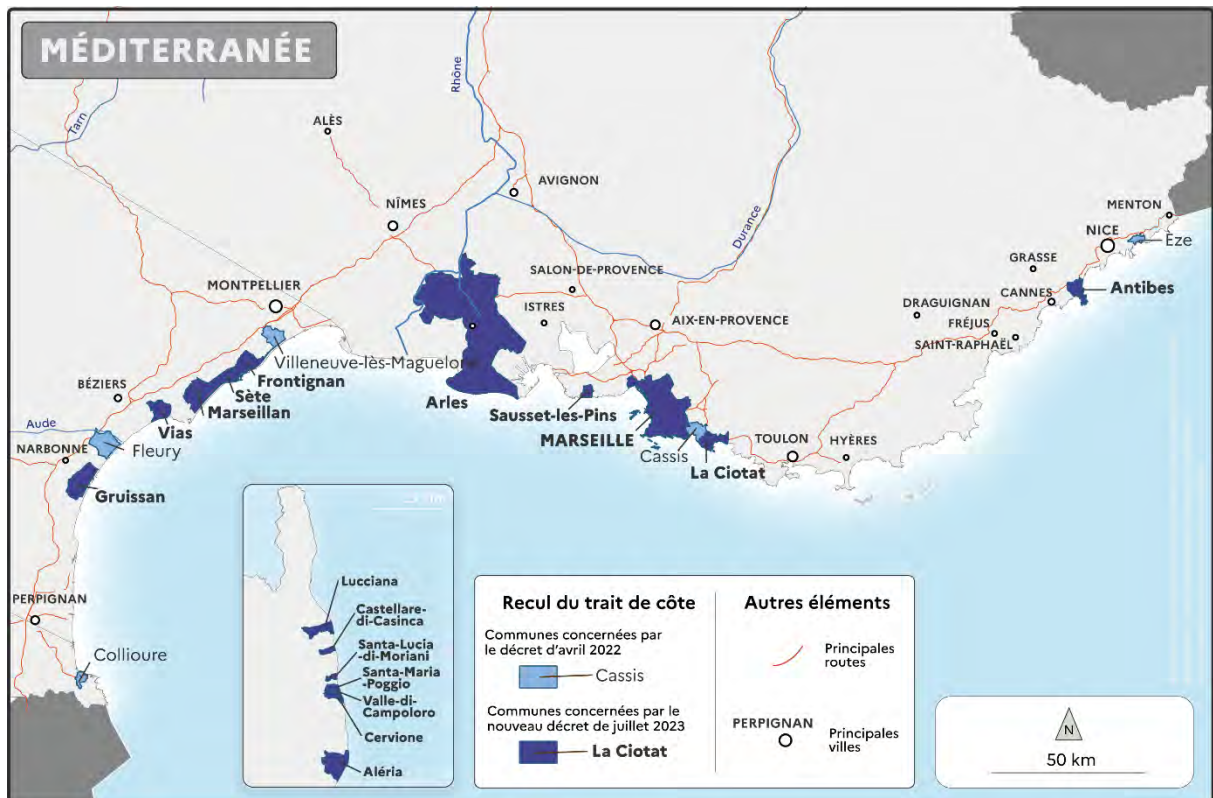 MÉDITERRANÉE
Tarn
Rhône
ALÈS
AVIGNON
NÎMES
Durance
MENTON
NICE
Èze
GRASSE
SALON-DE-PROVENCE
MONTPELLIER
CANNES
Antibes
ISTRES
DRAGUIGNAN
AIX-EN-PROVENCE
FRÉJUS
SAINT-RAPHAËL
Villeneuve-lès-Maguelon
Frontignan
BÉZIERS
Sète
Marseillan
Arles
Sausset-les-Pins
Vias
Aude
MARSEILLE
Fleury
NARBONNE
Cassis
TOULON
HYÈRES
La Ciotat
Gruissan
PERPIGNAN
Collioure
Lucciana
Castellare-
di-Casinca
Santa-Lucia
-di-Moriani
Santa-Maria
-Poggio
Valle-di-
Campoloro
Cervione
Aléria
Recul du trait de côte
Communes concernées par
le décret d'avril 2022
Cassis
Communes concernées par le
nouveau décret de juillet 2023
La Ciotat
Autres éléments
Principales
routes
PERPIGNAN
Principales
villes
N
50 km